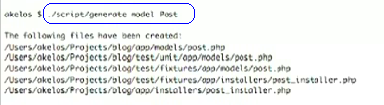 akelos $ ./script/generate model Post
The following files have been created:
/Users/akelos/Projects/blog/app/models/post.php
/Users/akelos/Projects/blog/test/unit/app/models/post.php
/Users/akelos/Projects/blog/test/fixtures/app/models/post.php
/Users/akelos/Projects/blog/test/fixtures/app/installers/post_installer.php
/Users/akelos/Projects/blog/app/installers/post_installer.php